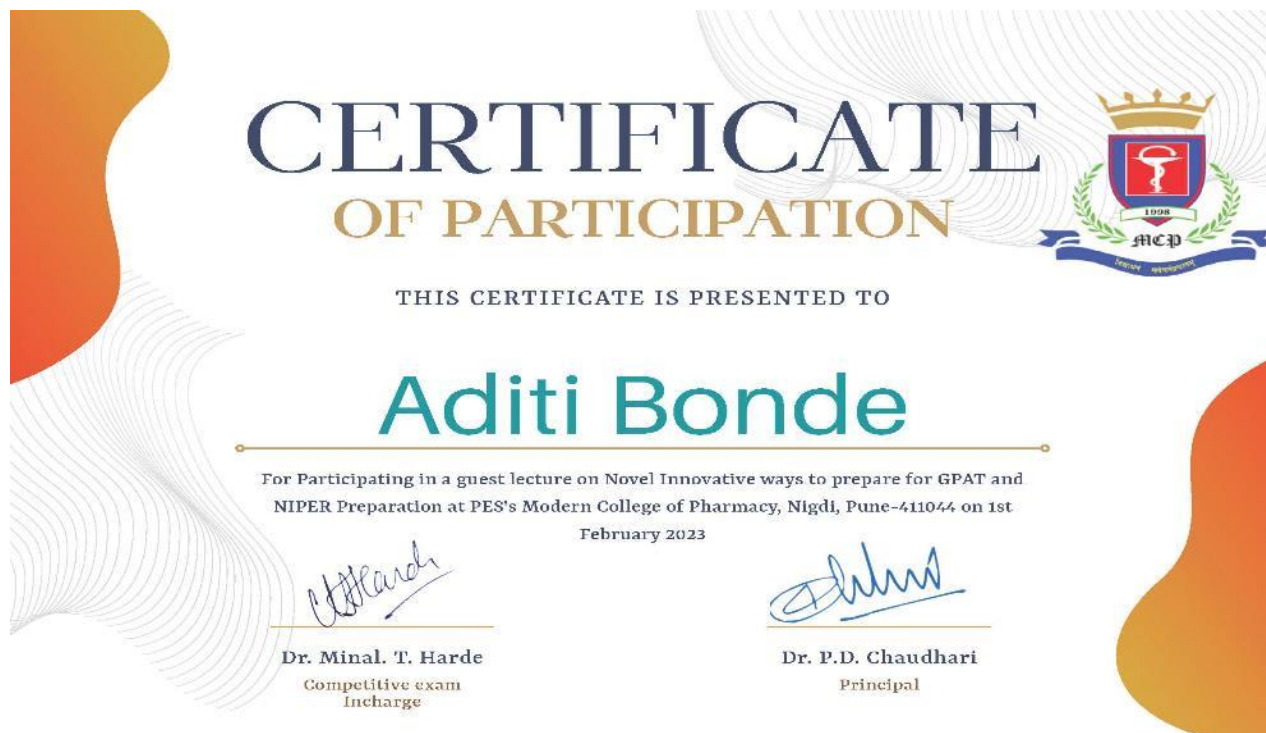 CERTIFICATE
OF PARTICIPATION
1998
MCP
THIS CERTIFICATE IS PRESENTED TO
Aditi Bonde
For Participating in a guest lecture on Novel Innovative ways to prepare for GPAT and
NIPER Preparation at PES's Modern College of Pharmacy, Nigdi, Pune-411044 on 1st
February 2023
Dr. Minal. T. Harde
Competitive exam
Incharge
Dr. P.D. Chaudhari
Principal